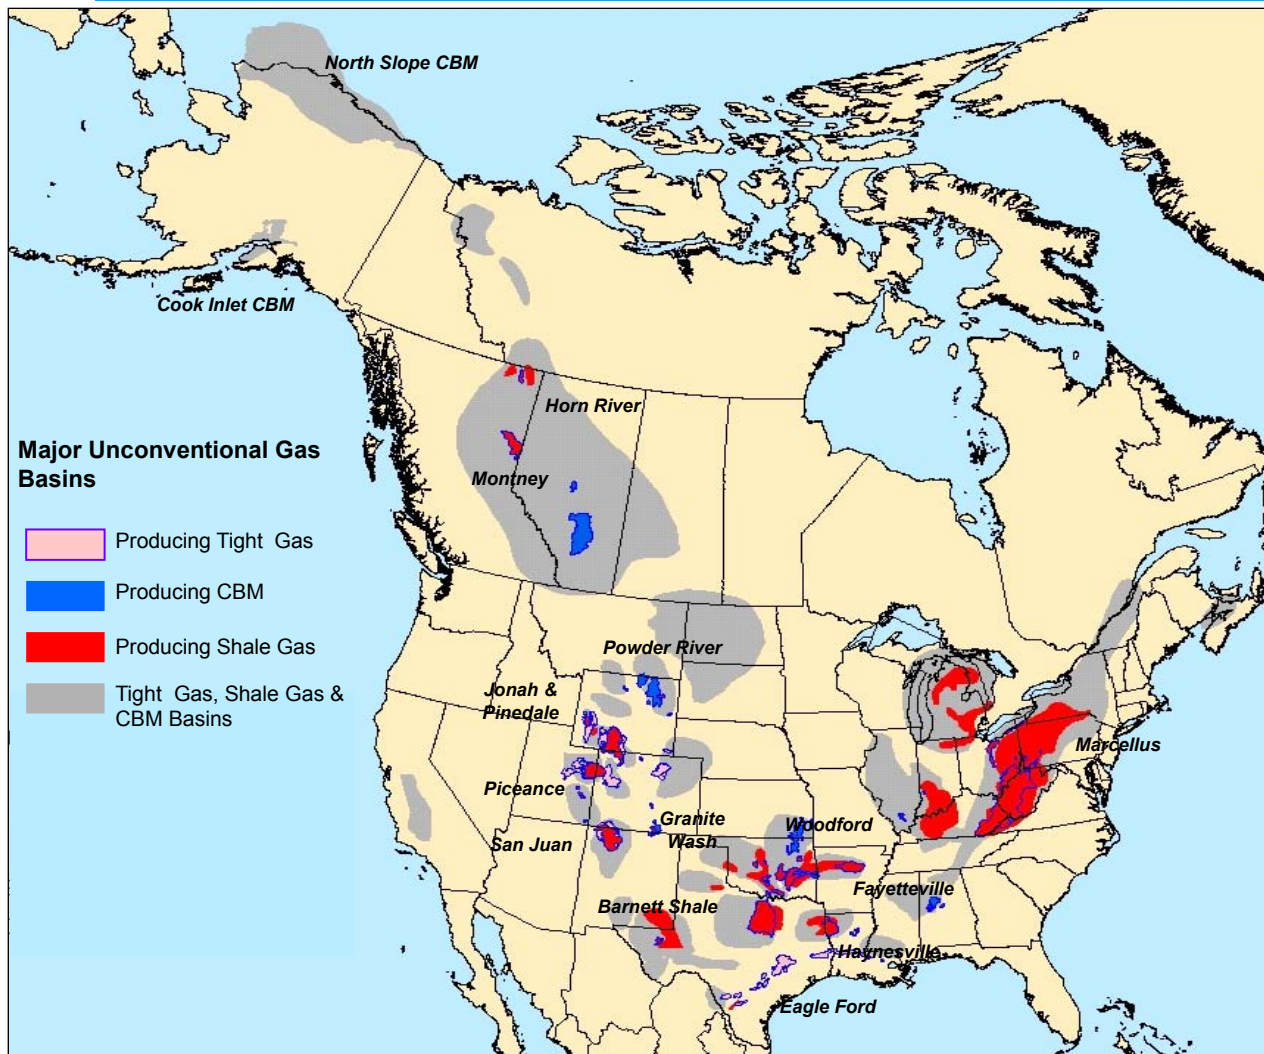 North Slope CBM
Cook Inlet CBM
Horn River
Major Unconventional Gas
Basins
Montney
Producing Tight Gas
Producing CBM
Producing Shale Gas
Tight Gas, Shale Gas &
CBM Basins
Powder River
Jonah &
Pinedale
Marcellus
Piceance
Granite
Wash
Woodford
San Juan
Fayetteville
Barnett Shale
Haynesville
Eagle Ford